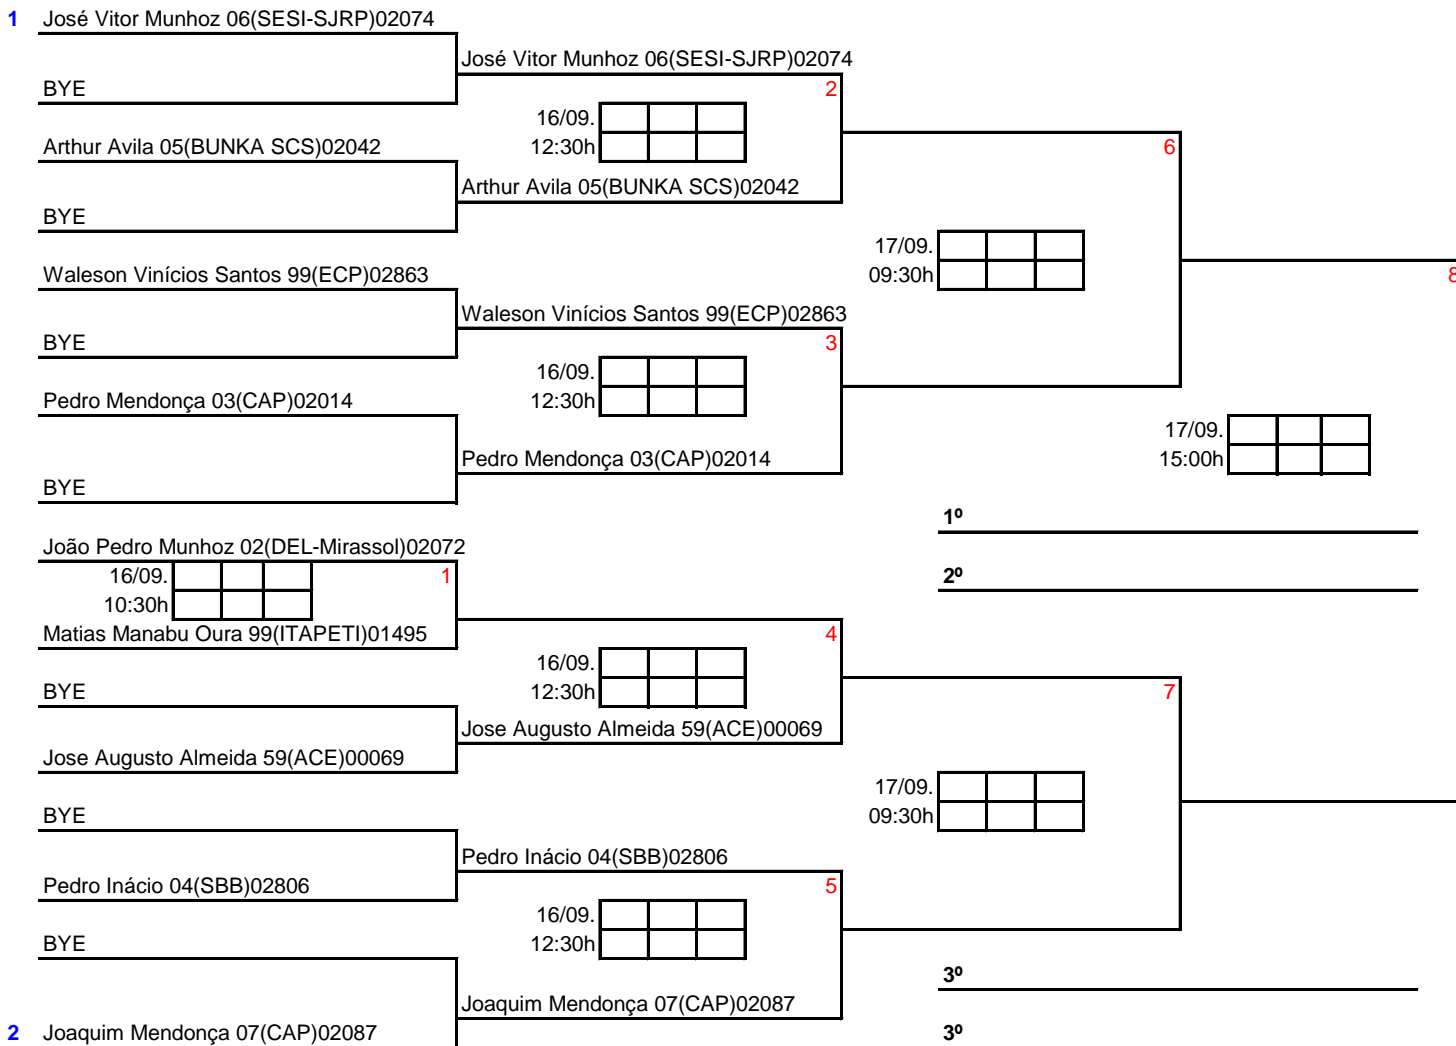 1 José Vitor Munhoz 06(SESI-SJRP)02074
José Vitor Munhoz 06(SESI-SJRP)02074
BYE
2
16/09.
12:30h
Arthur Avila 05(BUNKA SCS)02042
6
Arthur Avila 05(BUNKA SCS)02042
BYE
17/09.
09:30h
Waleson Vinícios Santos 99(ECP)02863
8
Waleson Vinícios Santos 99(ECP)02863
BYE
3
16/09.
12:30h
Pedro Mendonça 03(CAP)02014
17/09.
15:00h
Pedro Mendonça 03(CAP)02014
BYE
1º
João Pedro Munhoz 02(DEL-Mirassol)02072
16/09.
10:30h
1
2º
Matias Manabu Oura 99(ITAPETI)01495
4
16/09.
12:30h
BYE
7
Jose Augusto Almeida 59(ACE)00069
Jose Augusto Almeida 59(ACE)00069
17/09.
09:30h
BYE
Pedro Inácio 04(SBB)02806
Pedro Inácio 04(SBB)02806
5
16/09.
12:30h
BYE
3º
Joaquim Mendonça 07(CAP)02087
2 Joaquim Mendonça 07(CAP)02087
3º